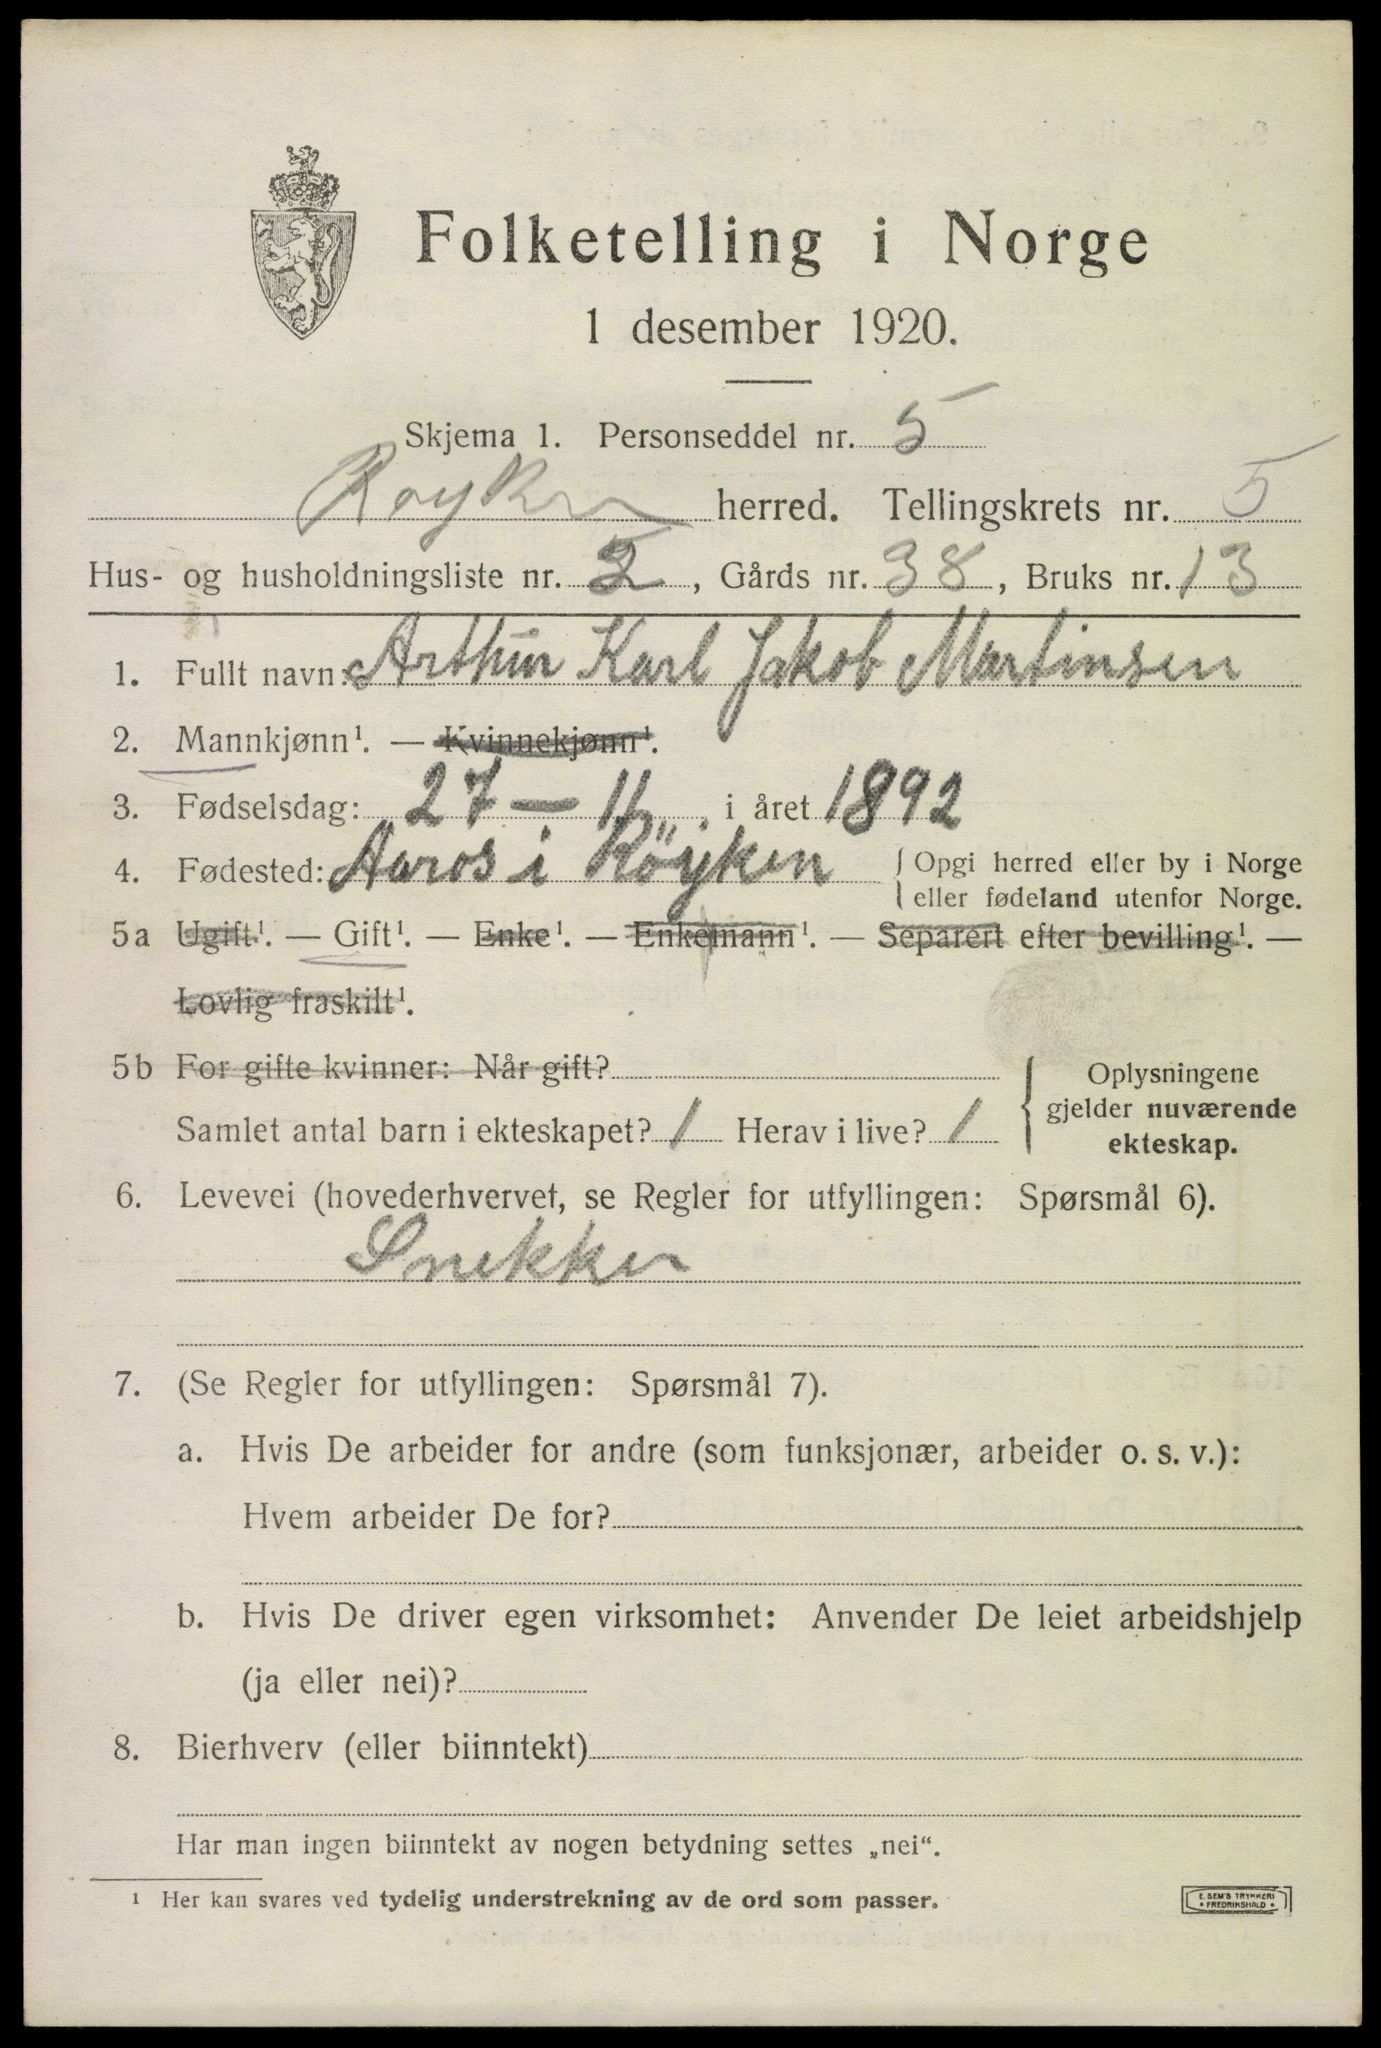 Folketelling i Norge
1 desember 1920.
Skjema 1. Personseddel nr. 5
Røyken herred. Tellingskrets nr. 5
Hus- og husholdningsliste nr. 2, Gårds nr. 38, Bruks nr. 13
1. Fullt navn: Arthur Karl Jakob Martinsen
2. Mannkjønn¹. — Kvinnekjønn¹.
3. Fødselsdag: 27 – 11 i året 1892
4. Fødested: Aaros i Røyken { Opgi herred eller by i Norge
eller fødeland utenfor Norge.
5a Ugift¹. — Gift¹. — Enke¹. — Enkemann¹. — Separert efter bevilling¹. —
Lovlig fraskilt¹.
5b For gifte kvinner: Når gift?
Samlet antal barn i ekteskapet? 1 Herav i live? 1
Oplysningene
gjelder nuværende
ekteskap.
6. Levevei (hovederhvervet, se Regler for utfyllingen: Spørsmål 6).
Snekker
7. (Se Regler for utfyllingen: Spørsmål 7).
a. Hvis De arbeider for andre (som funksjonær, arbeider o. s. v.):
Hvem arbeider De for?
b. Hvis De driver egen virksomhet: Anvender De leiet arbeidshjelp
(ja eller nei)?
8. Bierhverv (eller biinntekt)
Har man ingen biinntekt av nogen betydning settes „nei“.
¹ Her kan svares ved tydelig understrekning av de ord som passer.
E. SEM'S TRYKKERI
• FREDRIKSHALD •